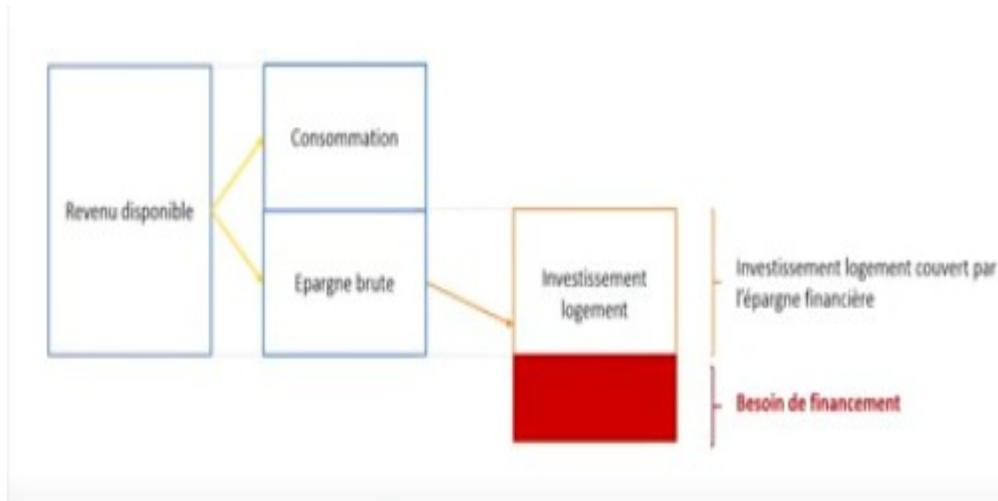 Consommation
Revenu disponible
Epargne brute
Investissement
logement
Investissement logement couvert par
l'épargne financière
Besoin de financement